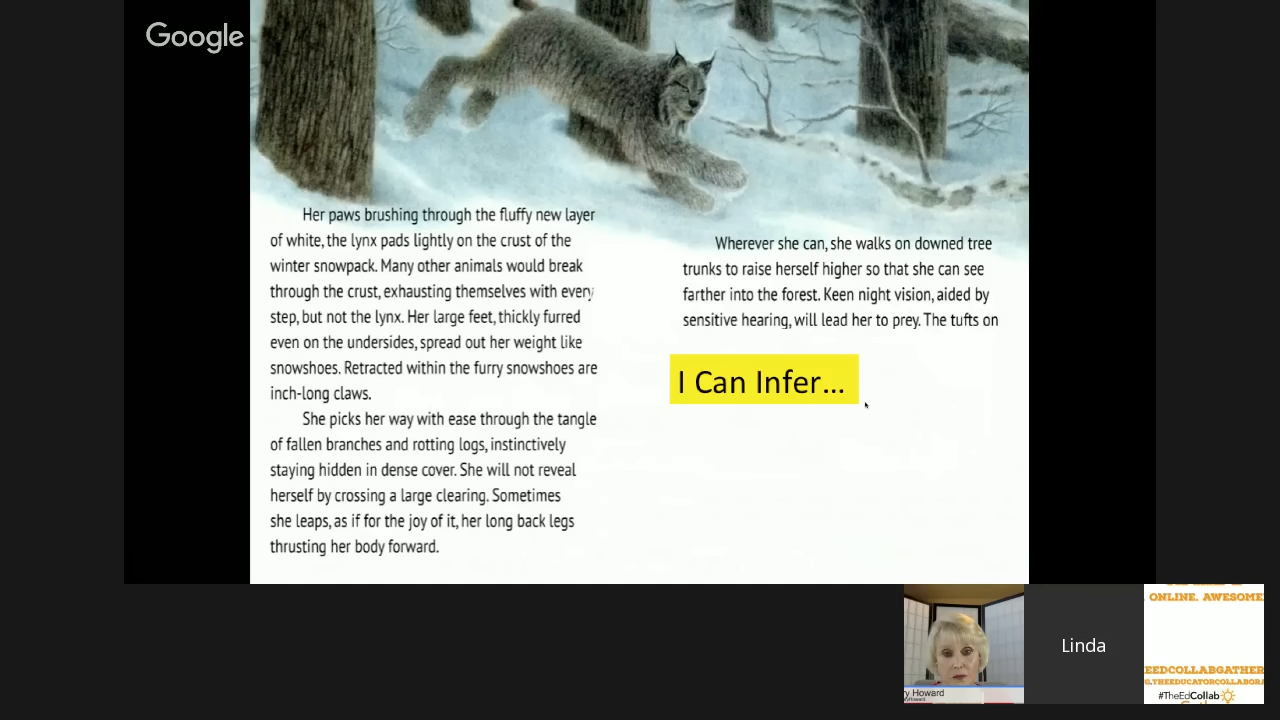 Google
Her paws brushing through the fluffy new layer
of white, the lynx pads lightly on the crust of the
winter snowpack. Many other animals would break
through the crust, exhausting themselves with every
step, but not the lynx. Her large feet, thickly furred
even on the undersides, spread out her weight like
snowshoes. Retracted within the furry snowshoes are
inch-long claws.
She picks her way with ease through the tangle
of fallen branches and rotting logs, instinctively
staying hidden in dense cover. She will not reveal
herself by crossing a large clearing. Sometimes
she leaps, as if for the joy of it, her long back legs
thrusting her body forward.
Wherever she can, she walks on downed tree
trunks to raise herself higher so that she can see
farther into the forest. Keen night vision, aided by
sensitive hearing, will lead her to prey. The tufts on
I Can Infer...
ry Howard
Linda
ONLINE. AWESOME
EEDCOLLABGATHER
#TheEdCollab